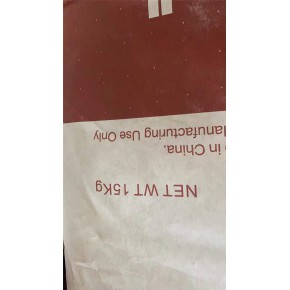 NET WT 15Kg
in China.
Manufacturing Use Only